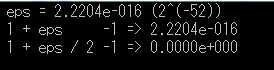 eps = 2.2204e-016 (2^(-52))
1 + eps     -1 => 2.2204e-016
1 + eps / 2 -1 => 0.0000e+000